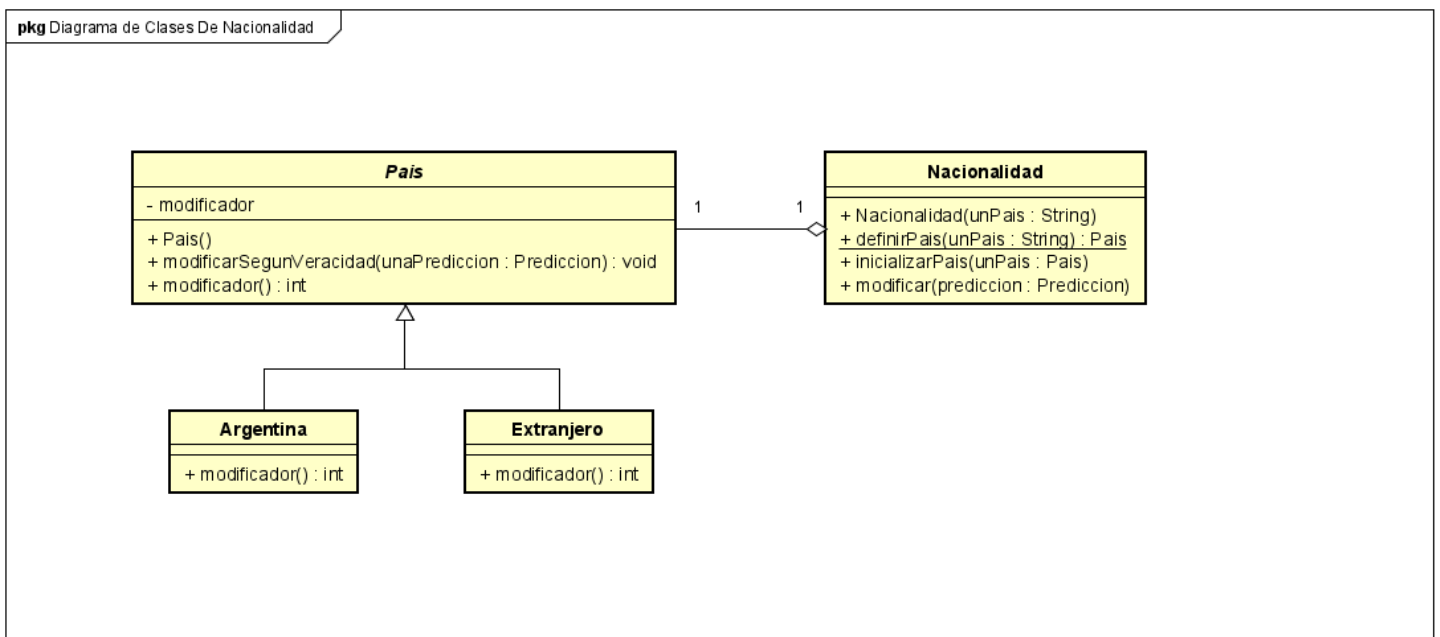 pkg Diagrama de Clases De Nacionalidad
Pais
- modificador
+ Pais()
+ modificarSegunVeracidad(unaPrediccion : Prediccion) : void
+ modificador() : int
1
1
Nacionalidad
+ Nacionalidad(unPais : String)
+ definirPais(unPais : String) : Pais
+ inicializarPais(unPais : Pais)
+ modificar(prediccion : Prediccion)
Argentina
+ modificador() : int
Extranjero
+ modificador() : int